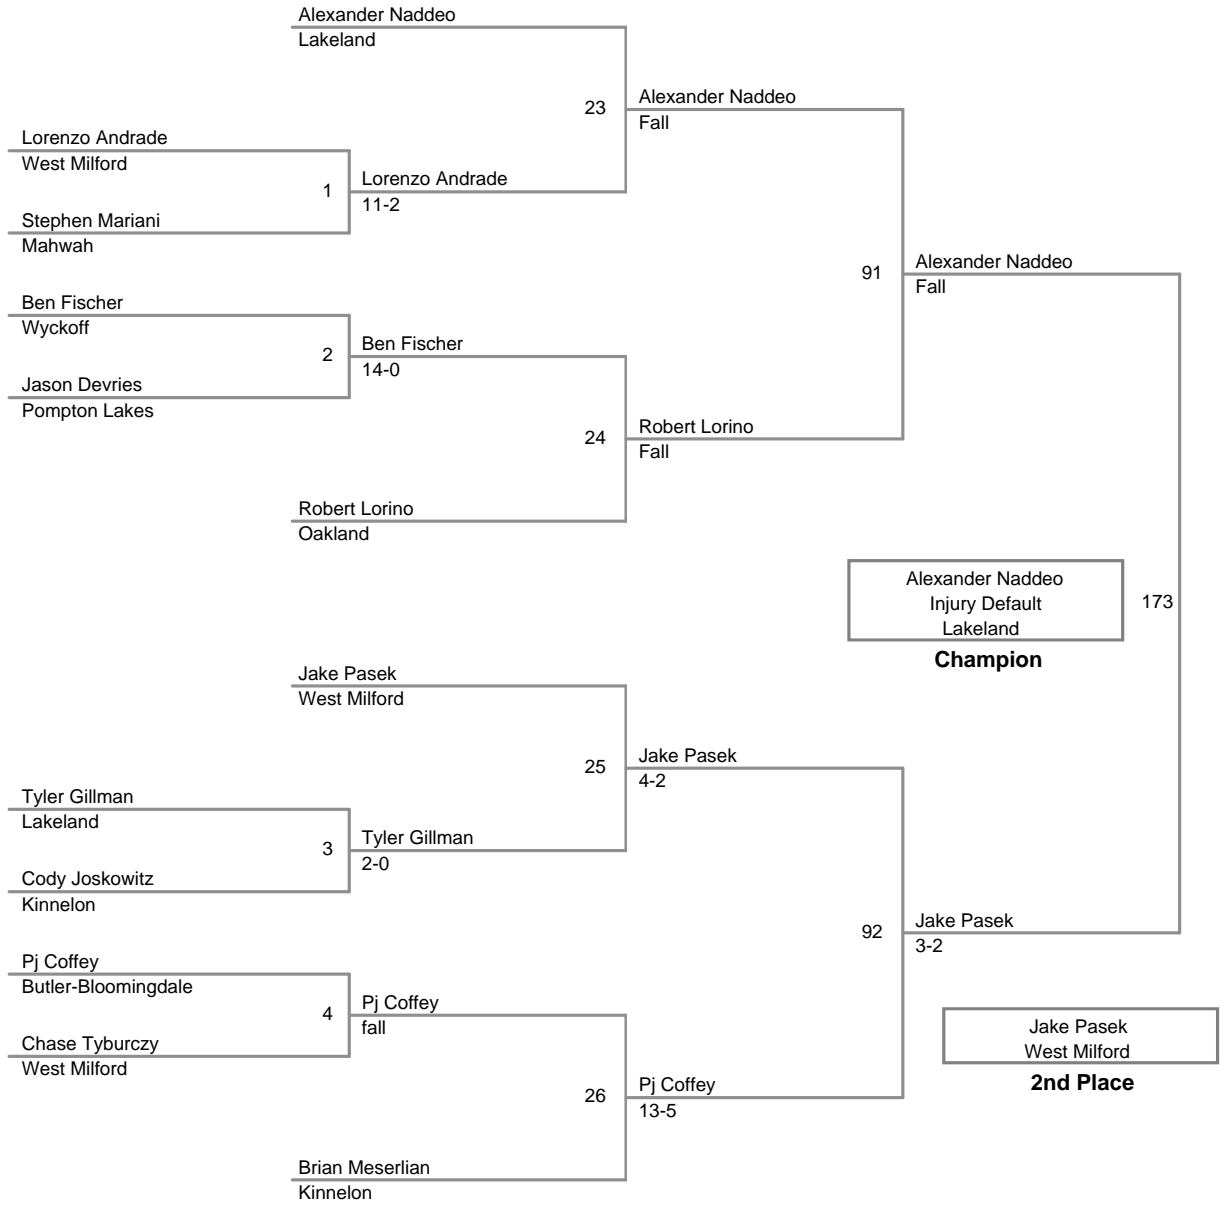 Alexander Naddeo
Lakeland
23
Alexander Naddeo
Fall
Lorenzo Andrade
West Milford
1
Lorenzo Andrade
11-2
Stephen Mariani
Mahwah
91
Alexander Naddeo
Fall
Ben Fischer
Wyckoff
2
Ben Fischer
14-0
Jason Devries
Pompton Lakes
24
Robert Lorino
Fall
Robert Lorino
Oakland
Alexander Naddeo
Injury Default
Lakeland
173
Champion
Jake Pasek
West Milford
25
Jake Pasek
4-2
Tyler Gillman
Lakeland
3
Tyler Gillman
2-0
Cody Joskowitz
Kinnelon
92
Jake Pasek
3-2
Pj Coffey
Butler-Bloomingdale
4
Pj Coffey
fall
Chase Tyburczy
West Milford
Jake Pasek
West Milford
2nd Place
26
Pj Coffey
13-5
Brian Meserlian
Kinnelon